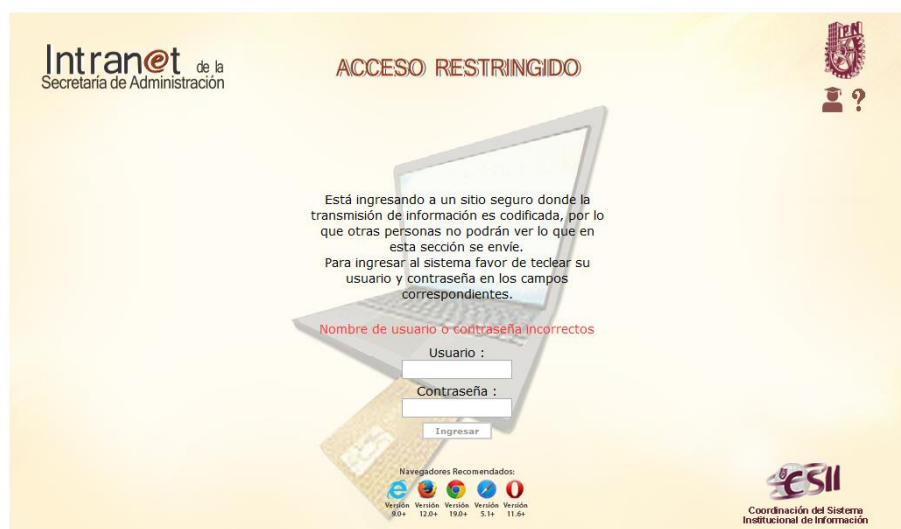 Intranet de la
Secretaría de Administración
ACCESO RESTRINGIDO
IPN
?
Está ingresando a un sitio seguro donde la
transmisión de información es codificada, por lo
que otras personas no podrán ver lo que en
esta sección se envíe.
Para ingresar al sistema favor de teclear su
usuario y contraseña en los campos
correspondientes.
Nombre de usuario o contraseña incorrectos
Usuario :
Contraseña :
Ingresar
Navegadores Recomendados:
Versión Versión Versión Versión Versión
9.0+ 12.0+ 19.0+ 5.1+ 11.6+
CSII
Coordinación del Sistema
Institucional de Información